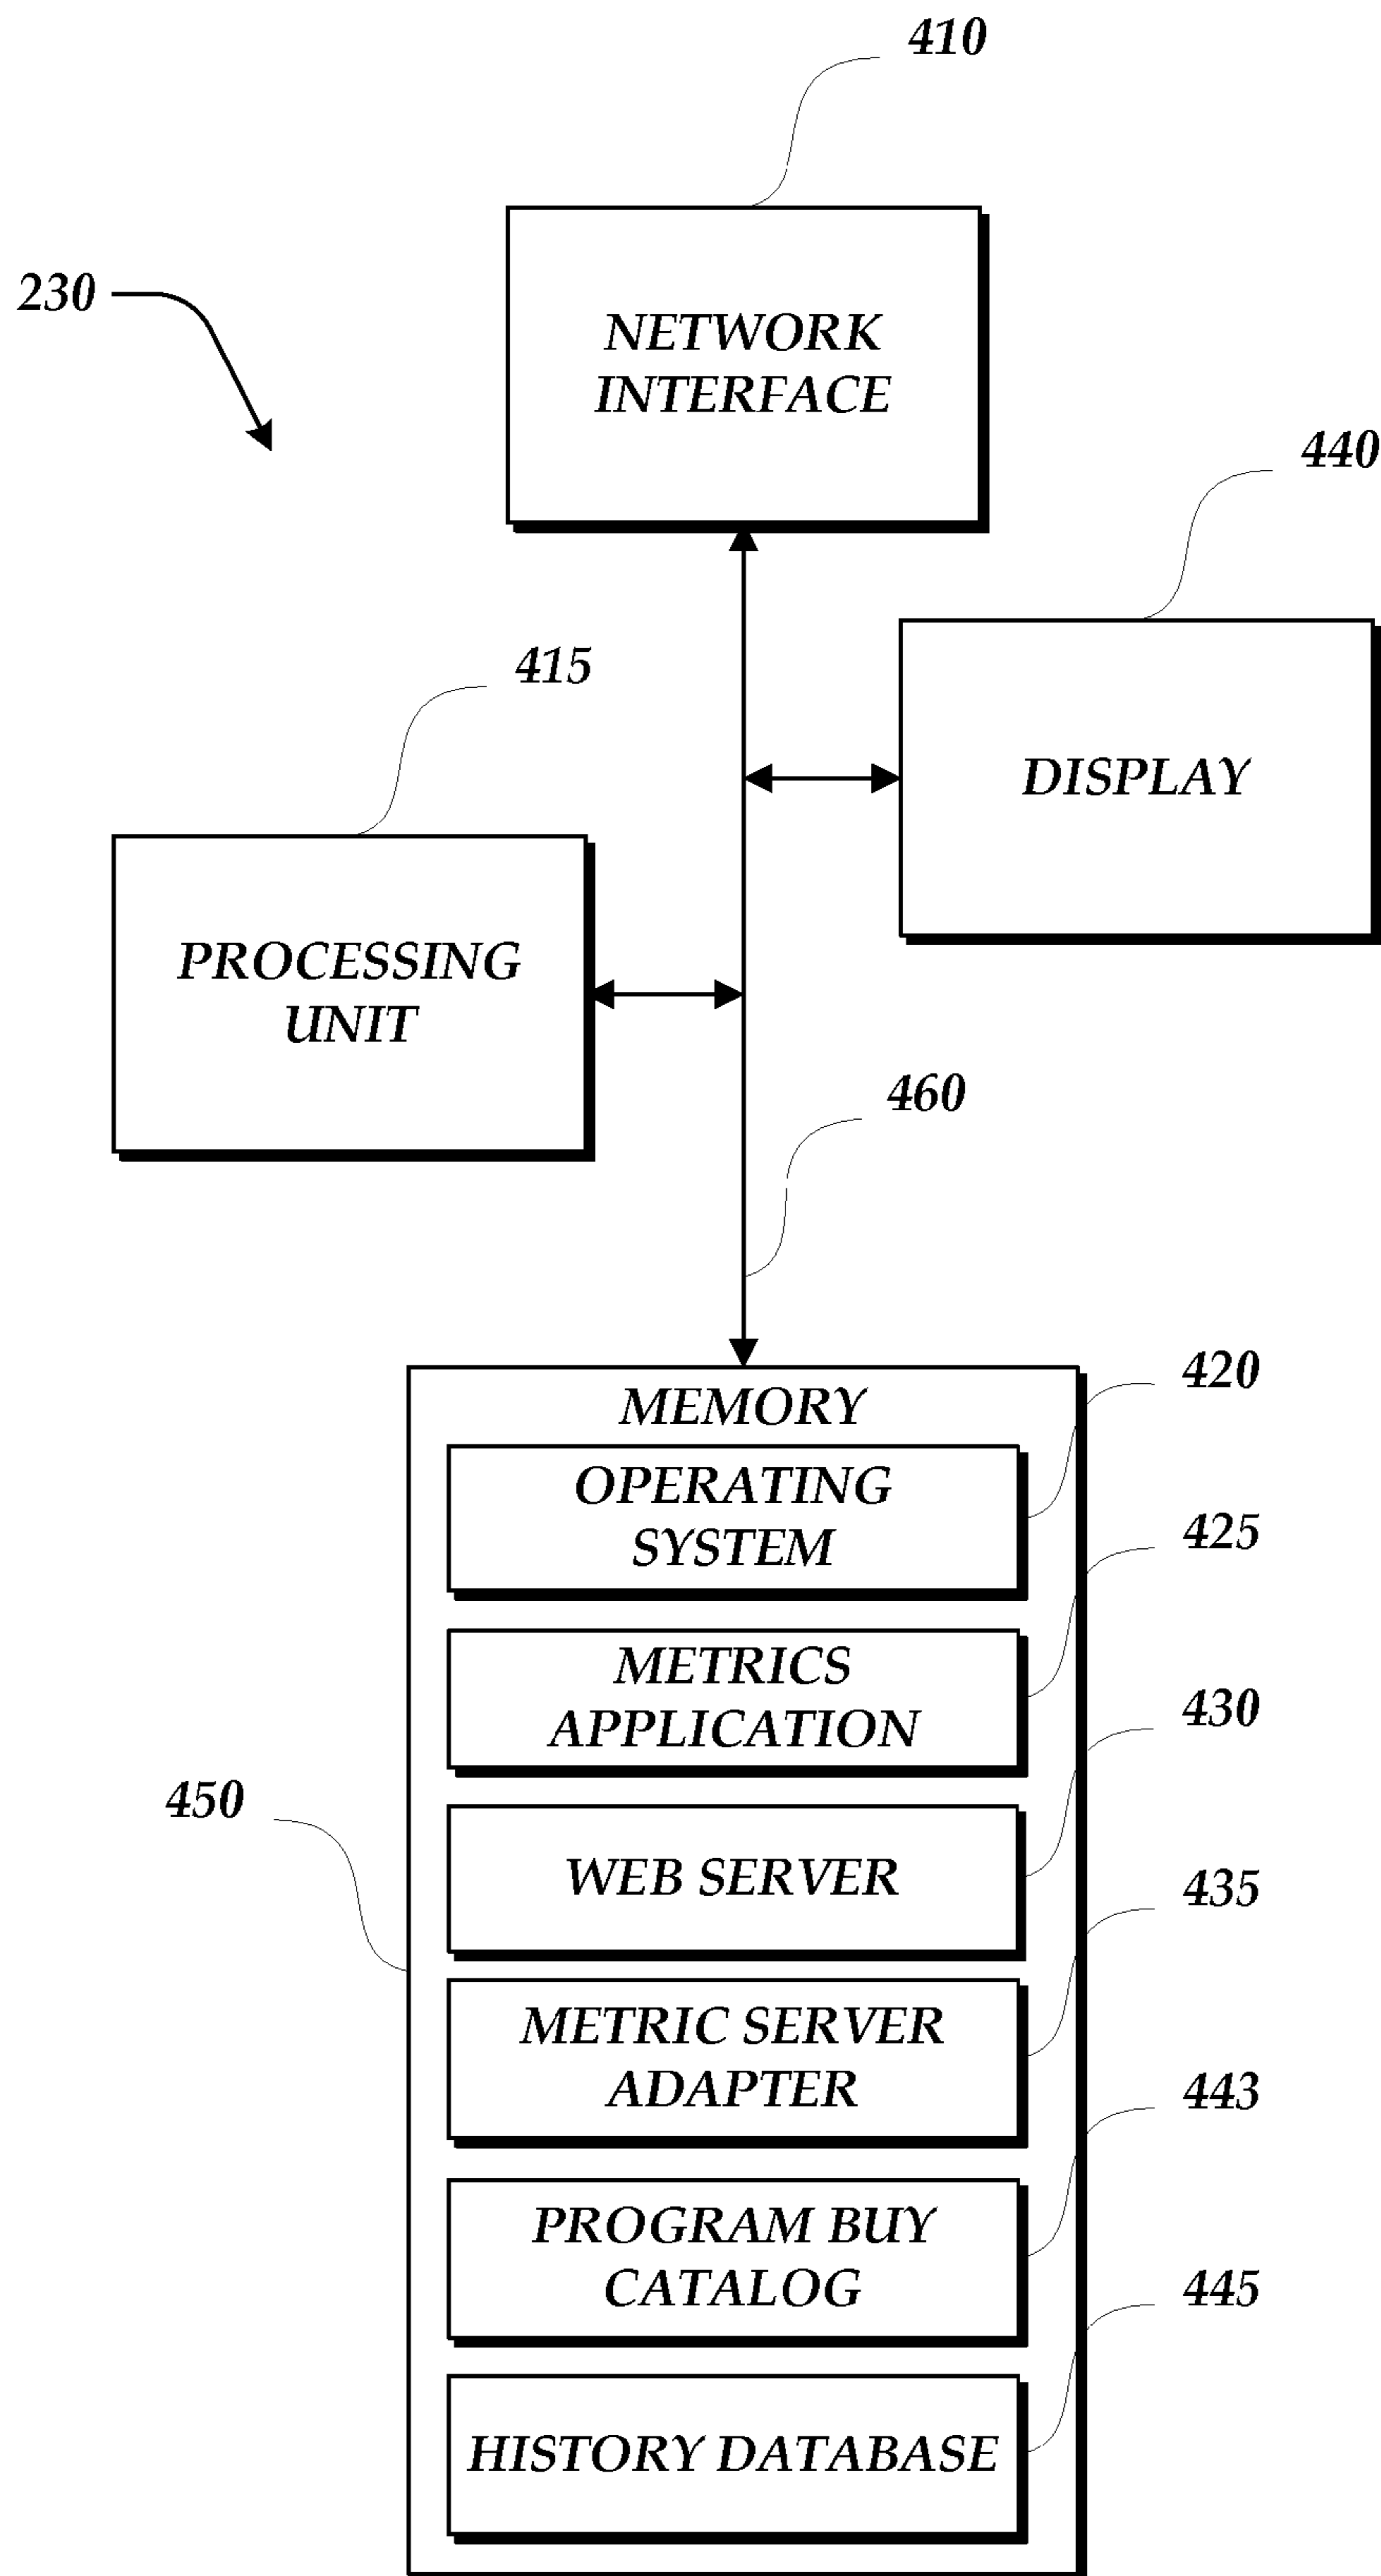 410
230
NETWORK
INTERFACE
440
415
DISPLAY
PROCESSING
UNIT
460
420
MEMORY
OPERATING
SYSTEM
425
METRICS
APPLICATION
430
450
WEB SERVER
435
METRIC SERVER
ADAPTER
443
PROGRAM BUY
CATALOG
445
HISTORY DATABASE